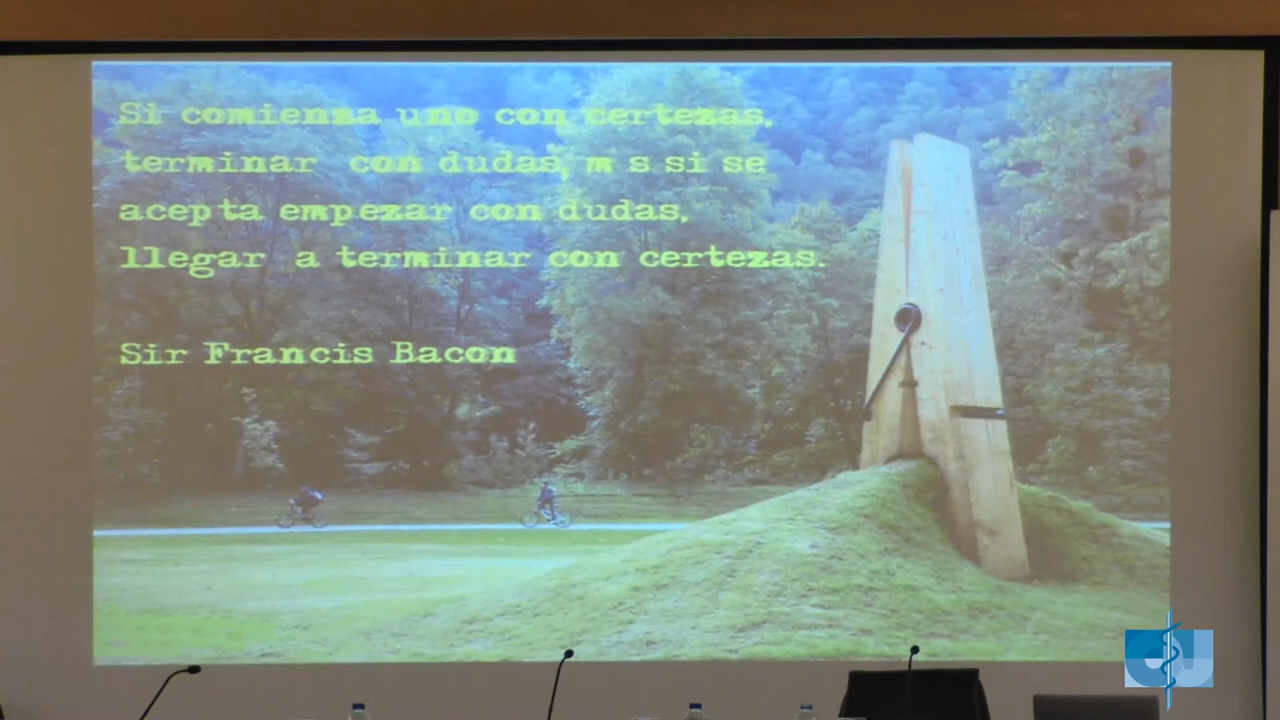 Si comienza uno con certezas,
terminar con dudas, m s si se
acepta empezar con dudas,
llegar a terminar con certezas.
Sir Francis Bacon